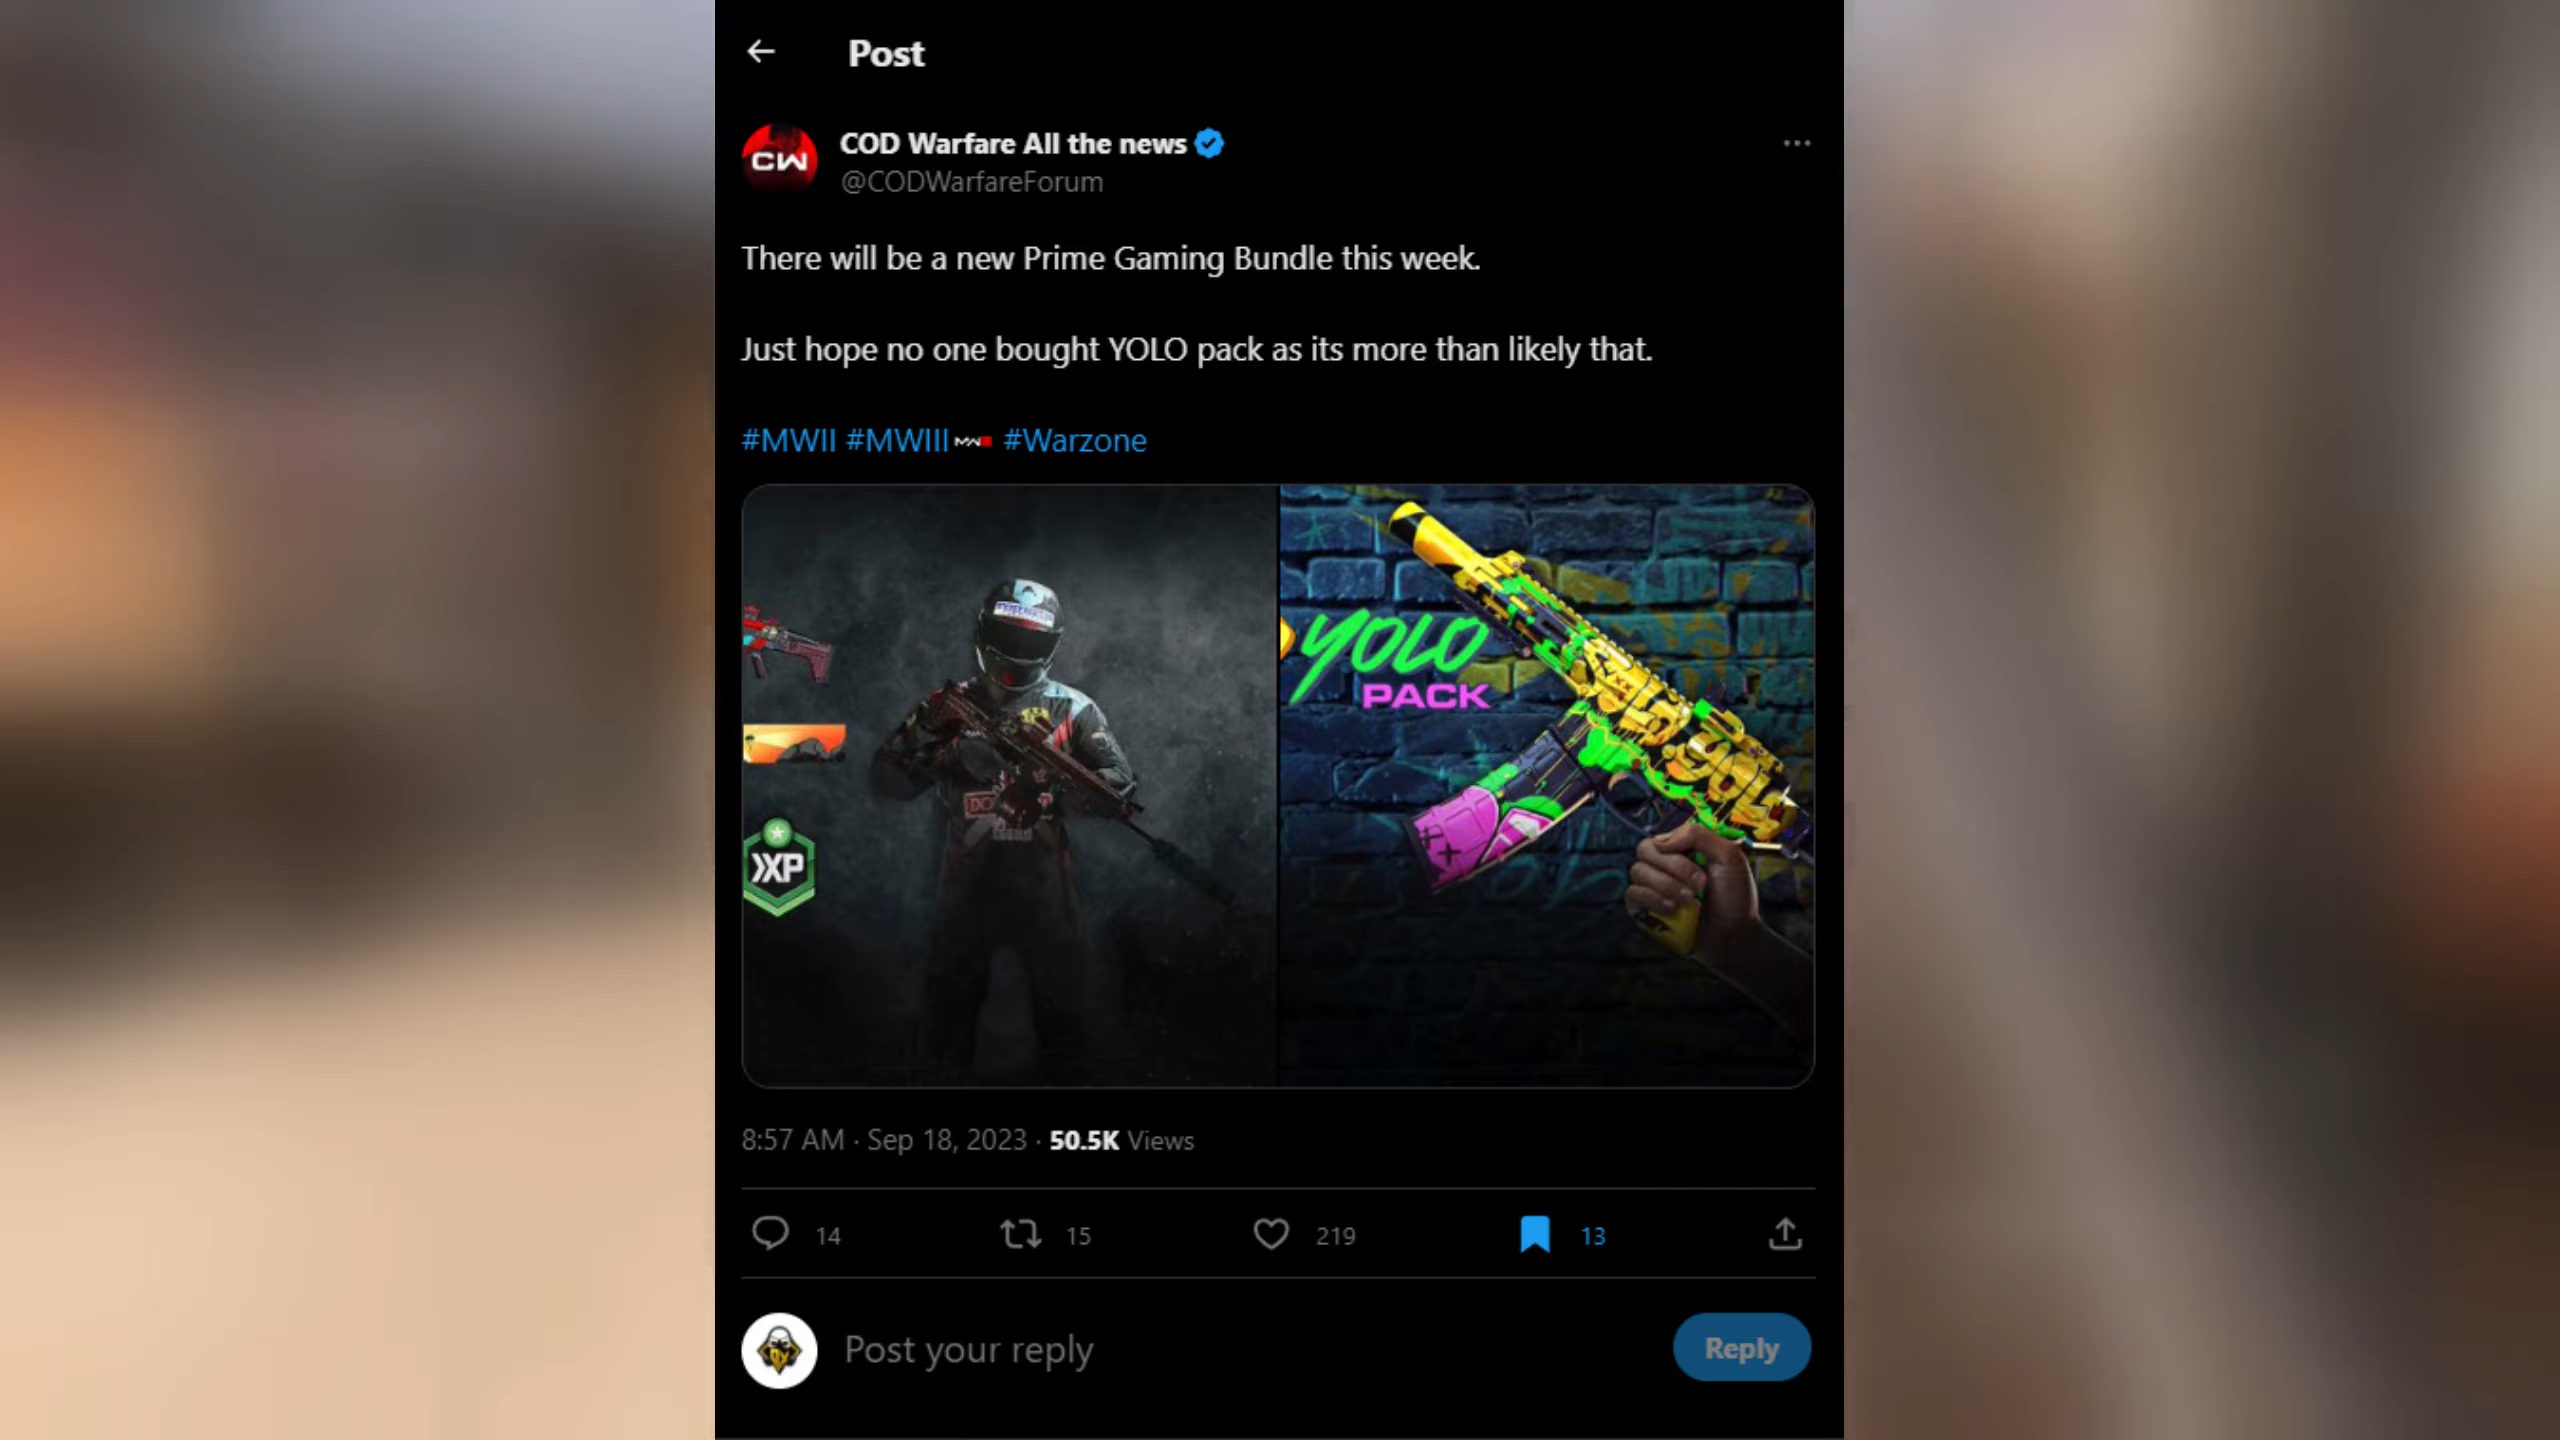 Post
COD Warfare All the news
CW
@CODWarfareForum
There will be a new Prime Gaming Bundle this week.
Just hope no one bought YOLO pack as its more than likely that.
#MWII #MWIII #Warzone
YOLO
PACK
XP
8:57 AM · Sep 18, 2023 · 50.5K Views
14
15
219
13
Post your reply
Reply